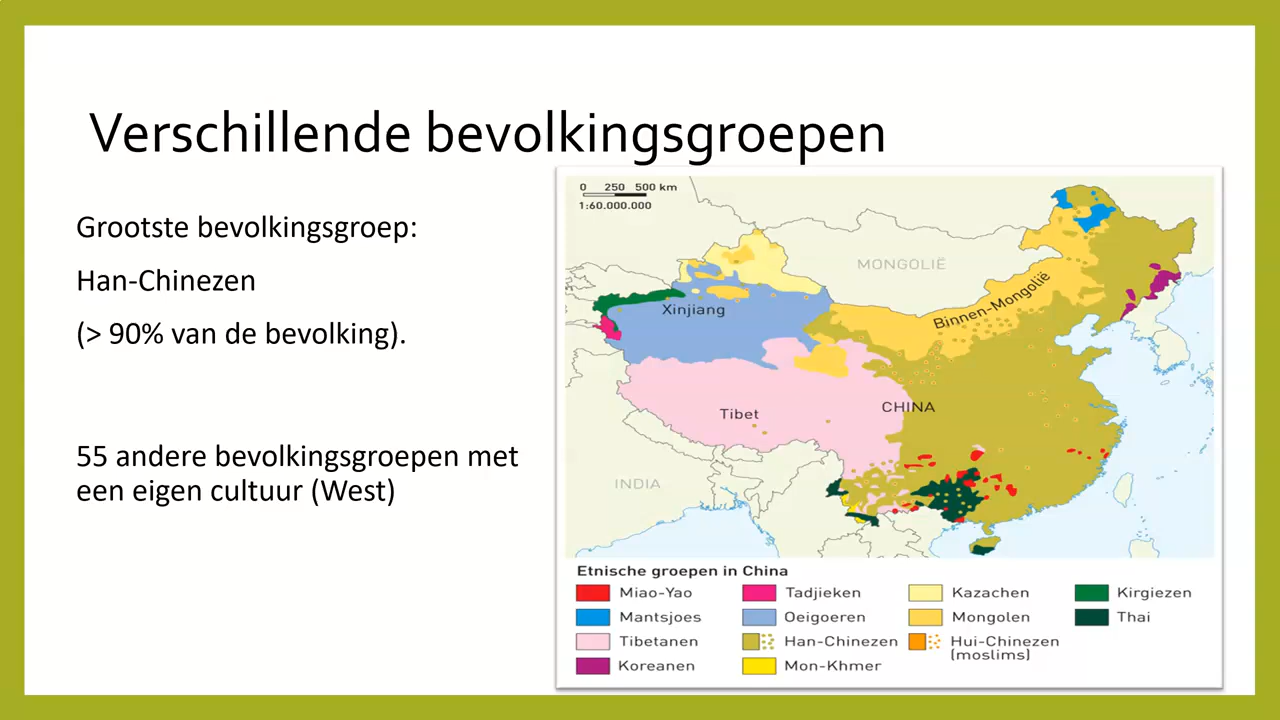 Verschillende bevolkingsgroepen
Grootste bevolkingsgroep:
Han-Chinezen
(> 90% van de bevolking).
55 andere bevolkingsgroepen met
een eigen cultuur (West)
0 250 500 km
1:60.000.000
MONGOLIË
Xinjiang
Binnen-Mongolië
Tibet
CHINA
INDIA
Etnische groepen in China
Miao-Yao
Tadjieken
Kazachen
Kirgiezen
Mantsjoes
Oeigoeren
Mongolen
Thai
Tibetanen
Han-Chinezen
Hui-Chinezen
(moslims)
Koreanen
Mon-Khmer